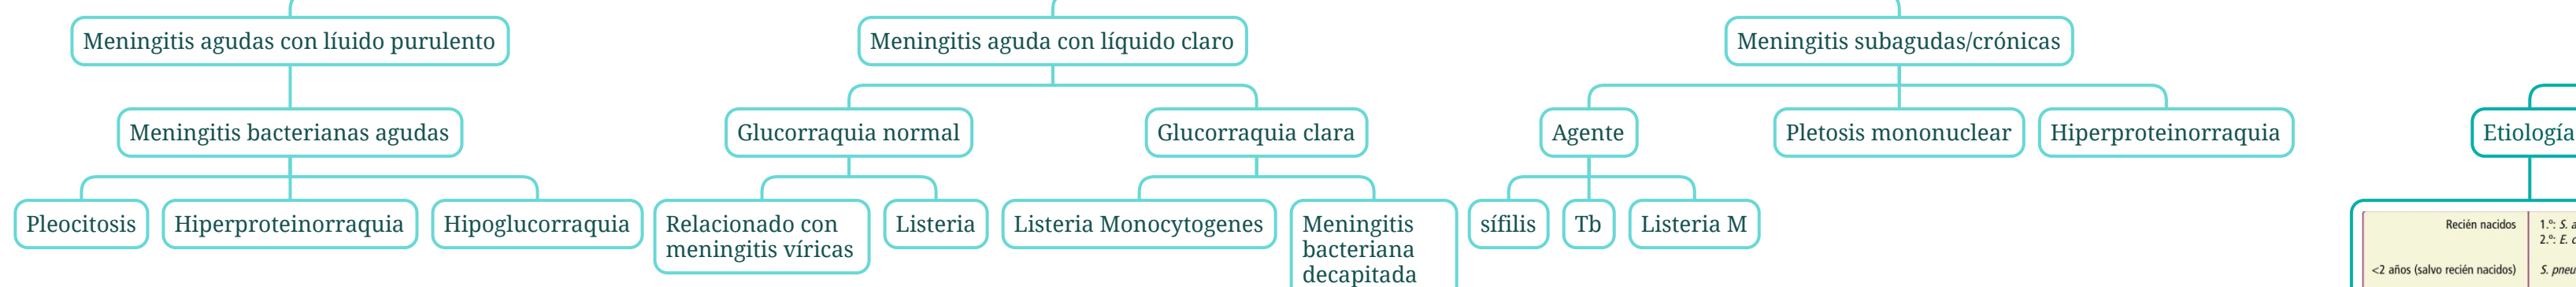 Meningitis agudas con líuido purulento
Meningitis aguda con líquido claro
Meningitis subagudas/crónicas
Meningitis bacterianas agudas
Glucorraquia normal
Glucorraquia clara
Agente
Pletosis mononuclear
Hiperproteinorraquia
Etiología
Pleocitosis
Hiperproteinorraquia
Hipoglucorraquia
Relacionado con
meningitis víricas
Listeria
Listeria Monocytogenes
Meningitis
bacteriana
decapitada
sífilis
Tb
Listeria M
Recién nacidos
1.º: S.
2.º: E.
<2 años (salvo recién nacidos)